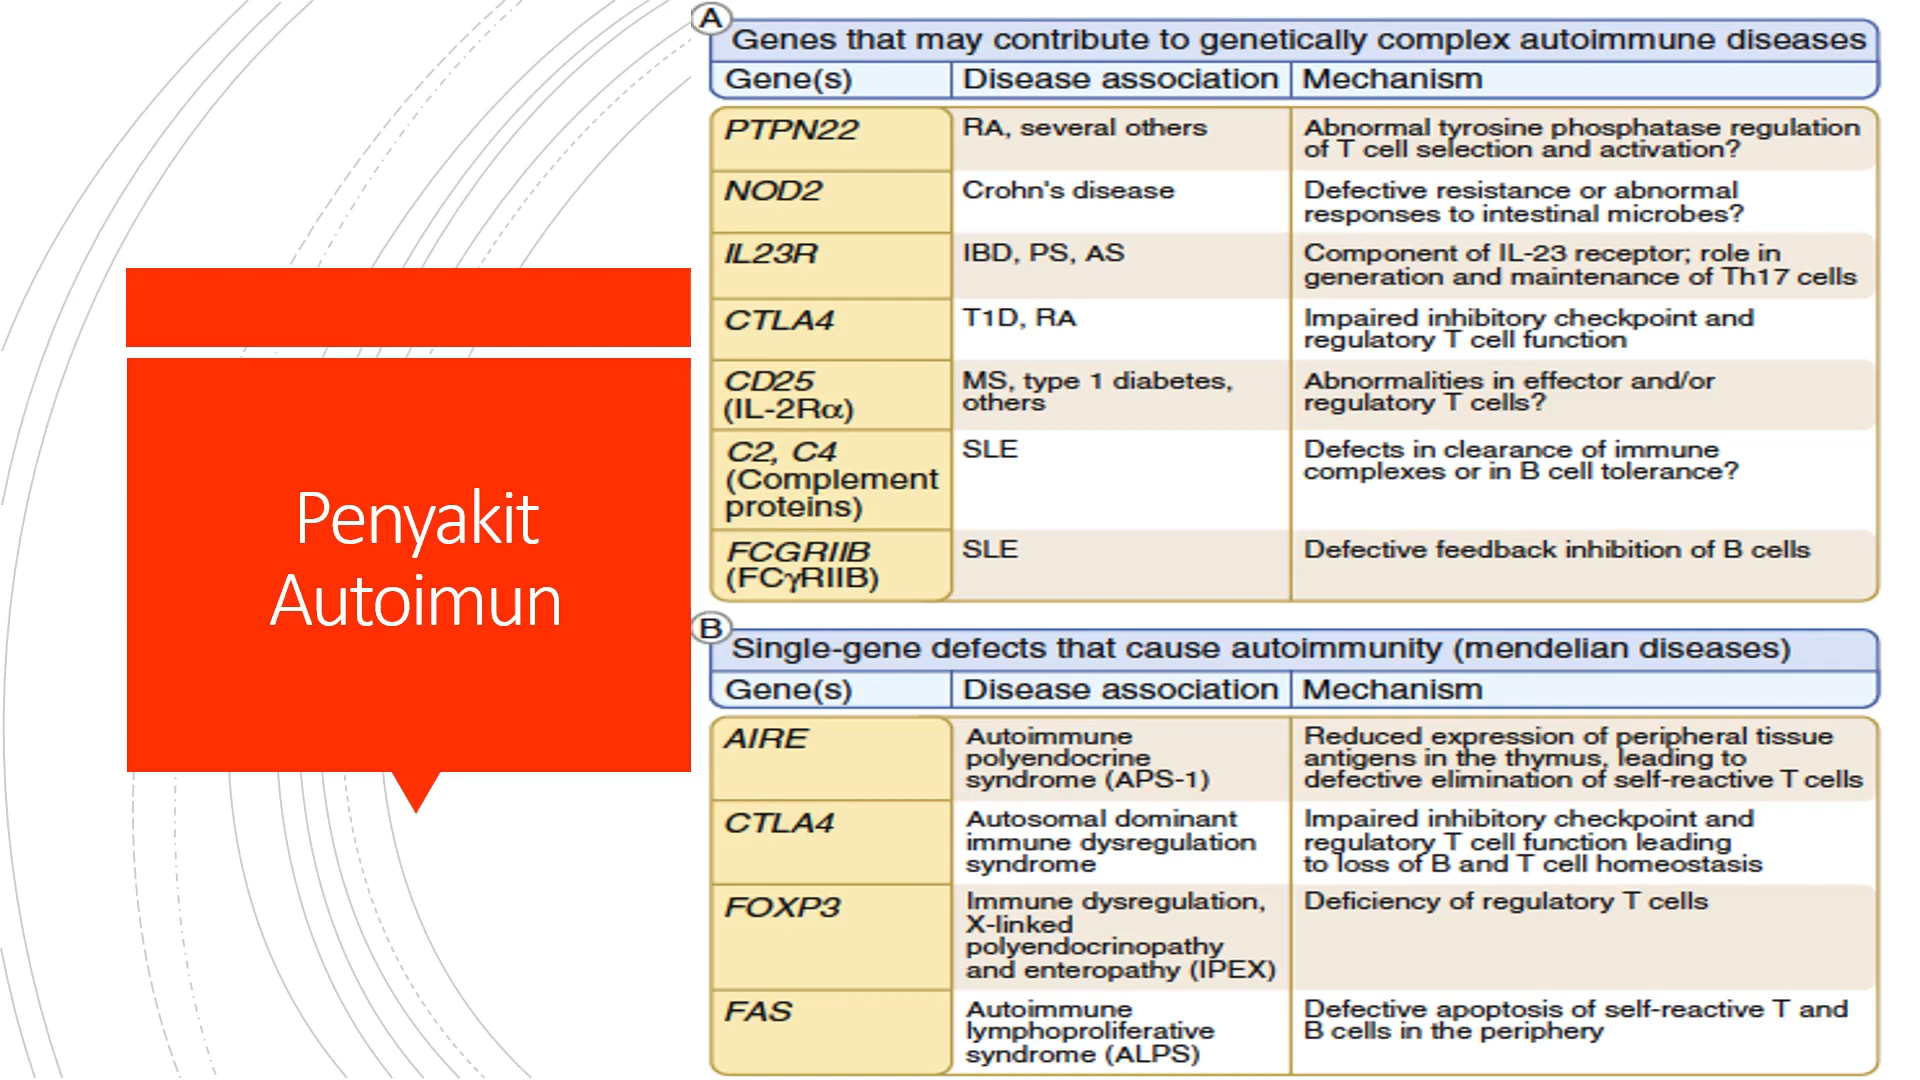 Penyakit
Autoimun
A
Genes that may contribute to genetically complex autoimmune diseases
Gene(s) Disease association Mechanism
PTPN22 RA, several others Abnormal tyrosine phosphatase regulation
of T cell selection and activation?
NOD2 Crohn's disease Defective resistance or abnormal
responses to intestinal microbes?
IL23R IBD, PS, AS Component of IL-23 receptor; role in
generation and maintenance of Th17 cells
CTLA4 T1D, RA Impaired inhibitory checkpoint and
regulatory T cell function
CD25 MS, type 1 diabetes, Abnormalities in effector and/or
(IL-2Rα) others regulatory T cells?
C2, C4 SLE Defects in clearance of immune
(Complement complexes or in B cell tolerance?
proteins)
FCGRIIB SLE Defective feedback inhibition of B cells
(FCγRIIB)
B
Single-gene defects that cause autoimmunity (mendelian diseases)
Gene(s) Disease association Mechanism
AIRE Autoimmune Reduced expression of peripheral tissue
polyendocrine antigens in the thymus, leading to
syndrome (APS-1) defective elimination of self-reactive T cells
CTLA4 Autosomal dominant Impaired inhibitory checkpoint and
immune dysregulation regulatory T cell function leading
syndrome to loss of B and T cell homeostasis
FOXP3 Immune dysregulation, Deficiency of regulatory T cells
X-linked
polyendocrinopathy
and enteropathy (IPEX)
FAS Autoimmune Defective apoptosis of self-reactive T and
lymphoproliferative B cells in the periphery
syndrome (ALPS)